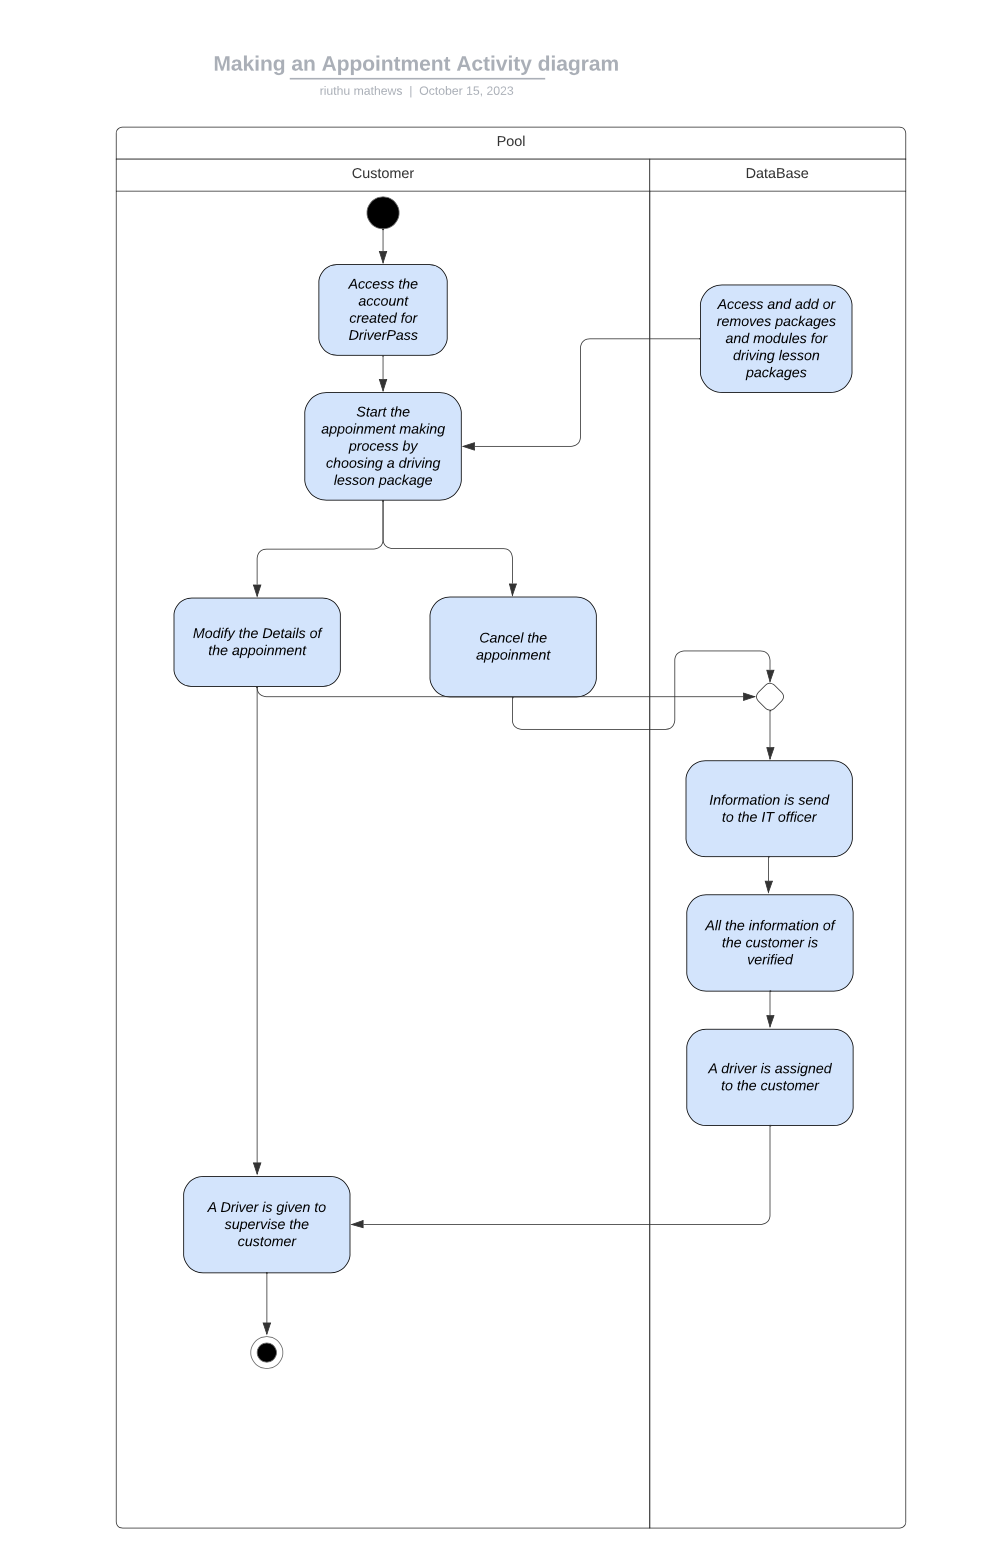 Making an Appointment Activity diagram
riuthu mathews | October 15, 2023
Pool
Customer
DataBase
Access the
account
created for
DriverPass
Access and add or
removes packages
and modules for
driving lesson
packages
Start the
appoinment making
process by
choosing a driving
lesson package
Modify the Details of
the appoinment
Cancel the
appoinment
Information is send
to the IT officer
All the information of
the customer is
verified
A driver is assigned
to the customer
A Driver is given to
supervise the
customer